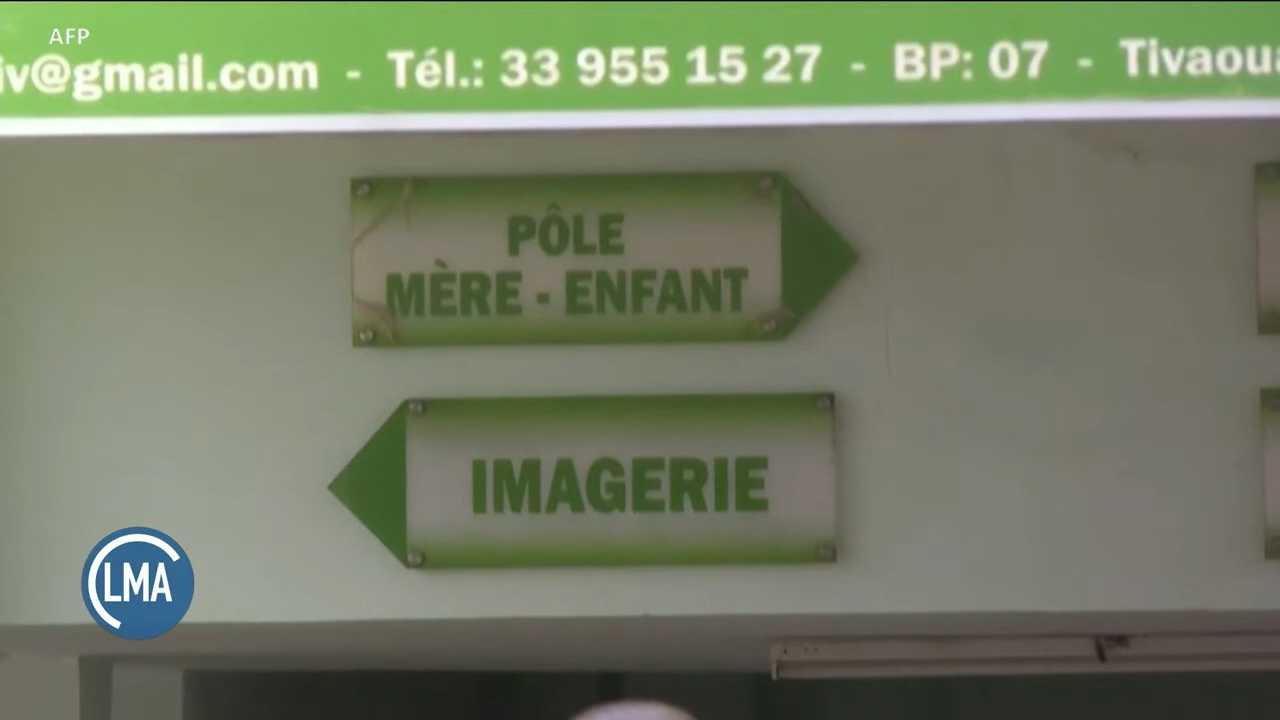 AFP
iv@gmail.com - Tél.: 33 955 15 27 - BP: 07 - Tivaoua
PÔLE
MÈRE - ENFANT
IMAGERIE
LMA